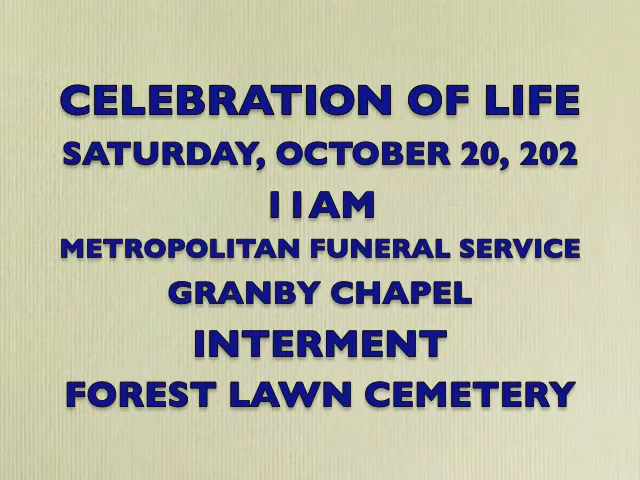 CELEBRATION OF LIFE
SATURDAY, OCTOBER 20, 202
11AM
METROPOLITAN FUNERAL SERVICE
GRANBY CHAPEL
INTERMENT
FOREST LAWN CEMETERY